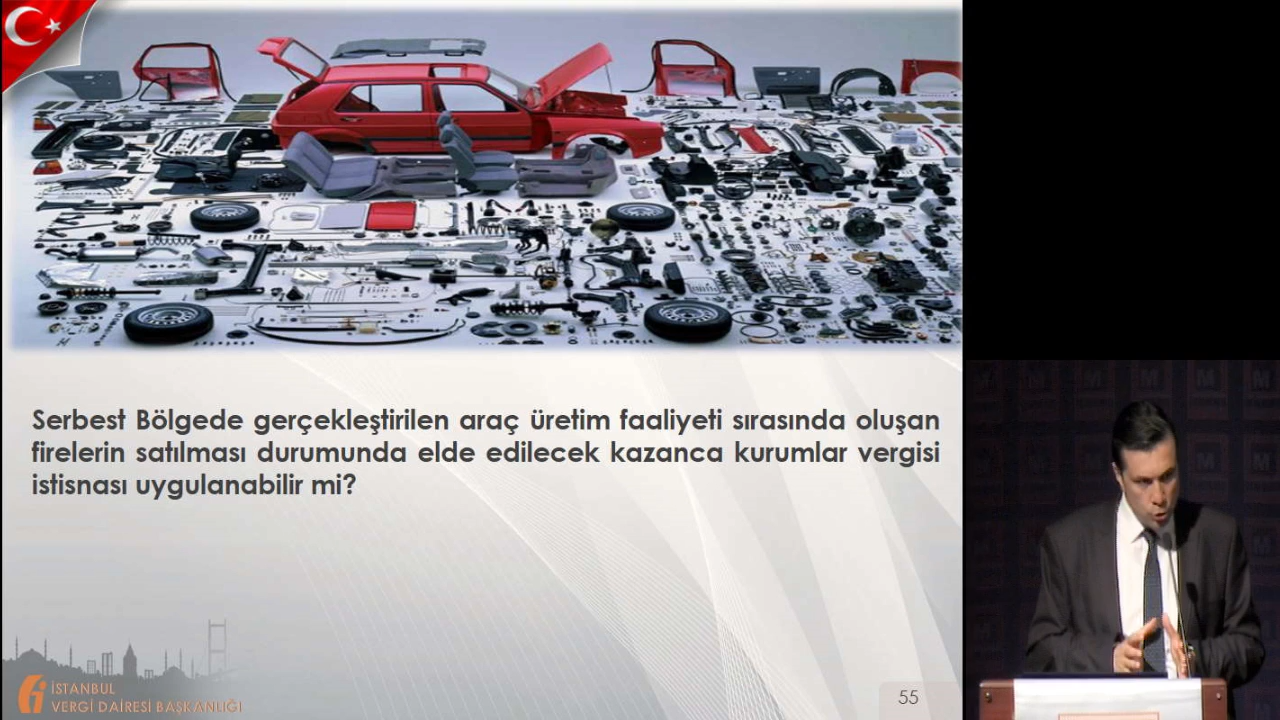 Serbest Bölgede gerçekleştirilen araç üretim faaliyeti sırasında oluşan
firelerin satılması durumunda elde edilecek kazanca kurumlar vergisi
istisnası uygulanabilir mi?
İSTANBUL
VERGİ DAİRESİ BAŞKANLIĞI
55